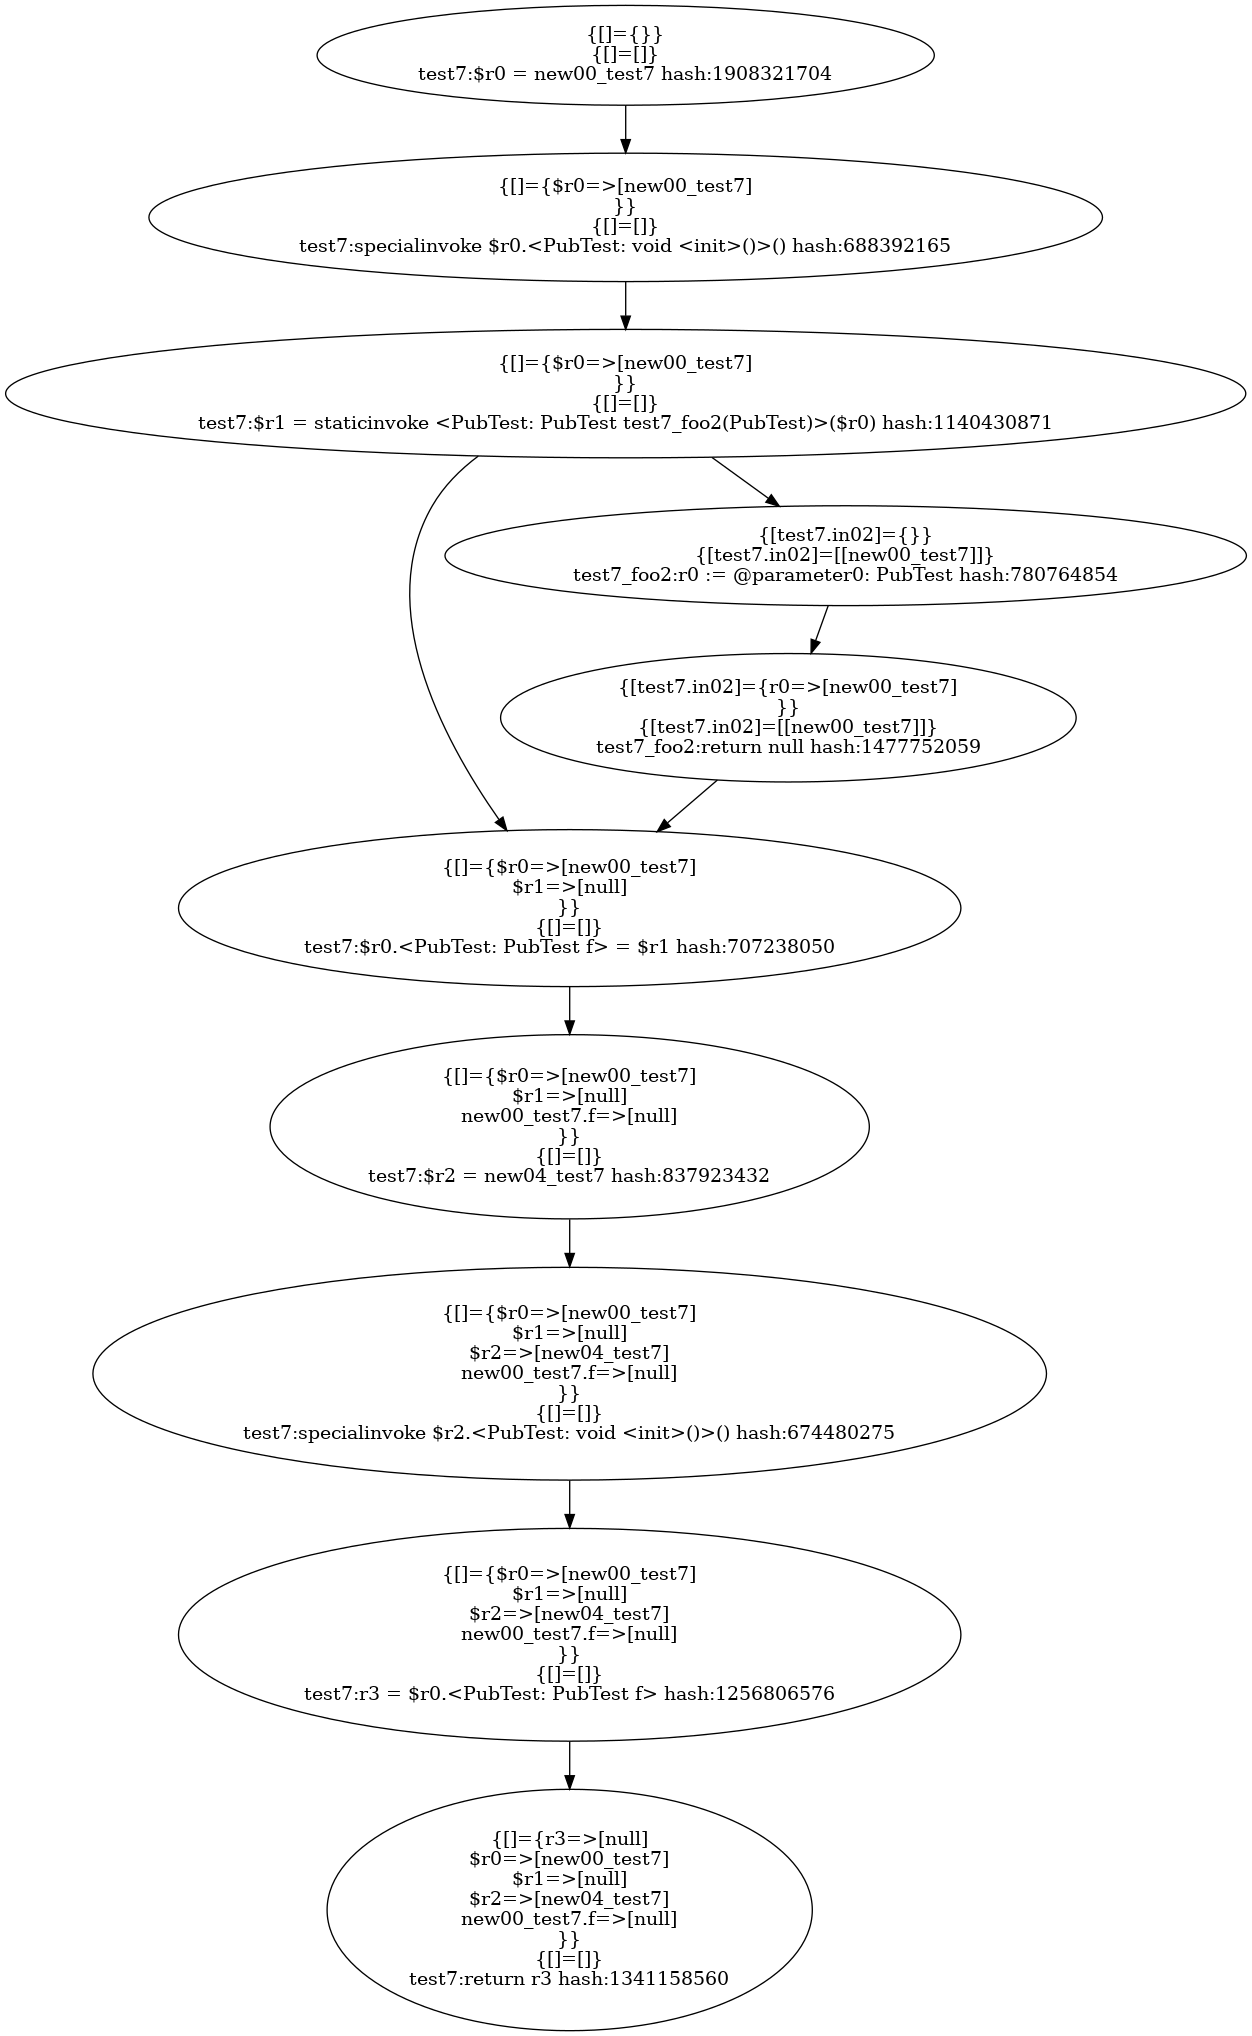 {[]={}}
{[]=[]}
test7:$r0 = new00_test7 hash:1908321704
{[]={$r0=>[new00_test7]
}}
{[]=[]}
test7:specialinvoke $r0.<PubTest: void <init>()>() hash:688392165
{[]={$r0=>[new00_test7]
}}
{[]=[]}
test7:$r1 = staticinvoke <PubTest: PubTest test7_foo2(PubTest)>($r0) hash:1140430871
{[test7.in02]={}}
{[test7.in02]=[[new00_test7]]}
test7_foo2:r0 := @parameter0: PubTest hash:780764854
{[test7.in02]={r0=>[new00_test7]
}}
{[test7.in02]=[[new00_test7]]}
test7_foo2:return null hash:1477752059
{[]={$r0=>[new00_test7]
$r1=>[null]
}}
{[]=[]}
test7:$r0.<PubTest: PubTest f> = $r1 hash:707238050
{[]={$r0=>[new00_test7]
$r1=>[null]
new00_test7.f=>[null]
}}
{[]=[]}
test7:$r2 = new04_test7 hash:837923432
{[]={$r0=>[new00_test7]
$r1=>[null]
$r2=>[new04_test7]
new00_test7.f=>[null]
}}
{[]=[]}
test7:specialinvoke $r2.<PubTest: void <init>()>() hash:674480275
{[]={$r0=>[new00_test7]
$r1=>[null]
$r2=>[new04_test7]
new00_test7.f=>[null]
}}
{[]=[]}
test7:r3 = $r0.<PubTest: PubTest f> hash:1256806576
{[]={r3=>[null]
$r0=>[new00_test7]
$r1=>[null]
$r2=>[new04_test7]
new00_test7.f=>[null]
}}
{[]=[]}
test7:return r3 hash:1341158560